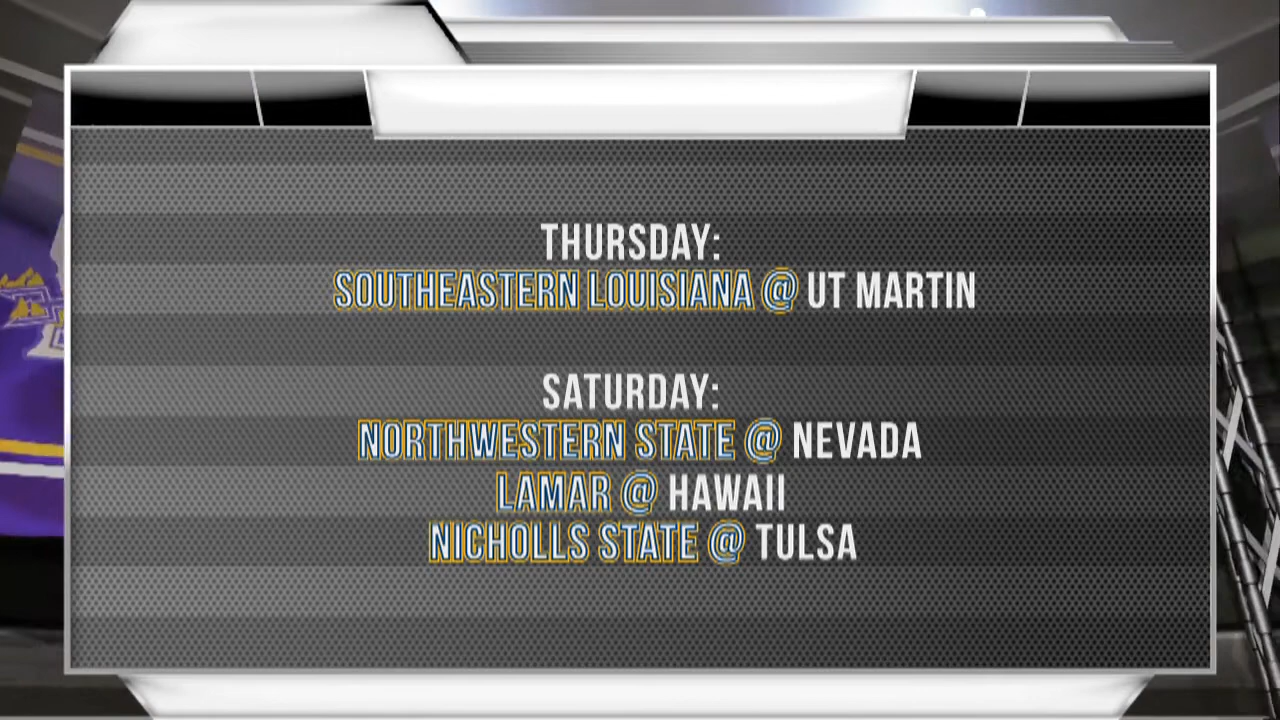 THURSDAY:
SOUTHEASTERN LOUISIANA @ UT MARTIN
SATURDAY:
NORTHWESTERN STATE @ NEVADA
LAMAR @ HAWAII
NICHOLLS STATE @ TULSA